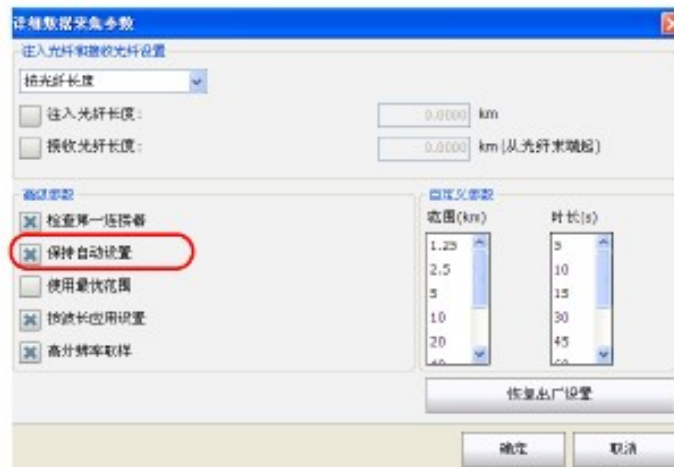 详细数据采集参数
注入光纤和接收光纤设置
按光纤长度
注入光纤长度: 0.0000 km
接收光纤长度: 0.0000 km (从光纤末端起)
高级参数
检查第一连接器
保持自动设置
使用最优范围
按波长应用设置
高分辨率取样
自定义参数
范围(km) 时长(s)
1.25 5
2.5 10
5 15
10 30
20 45
恢复出厂设置
确定 取消